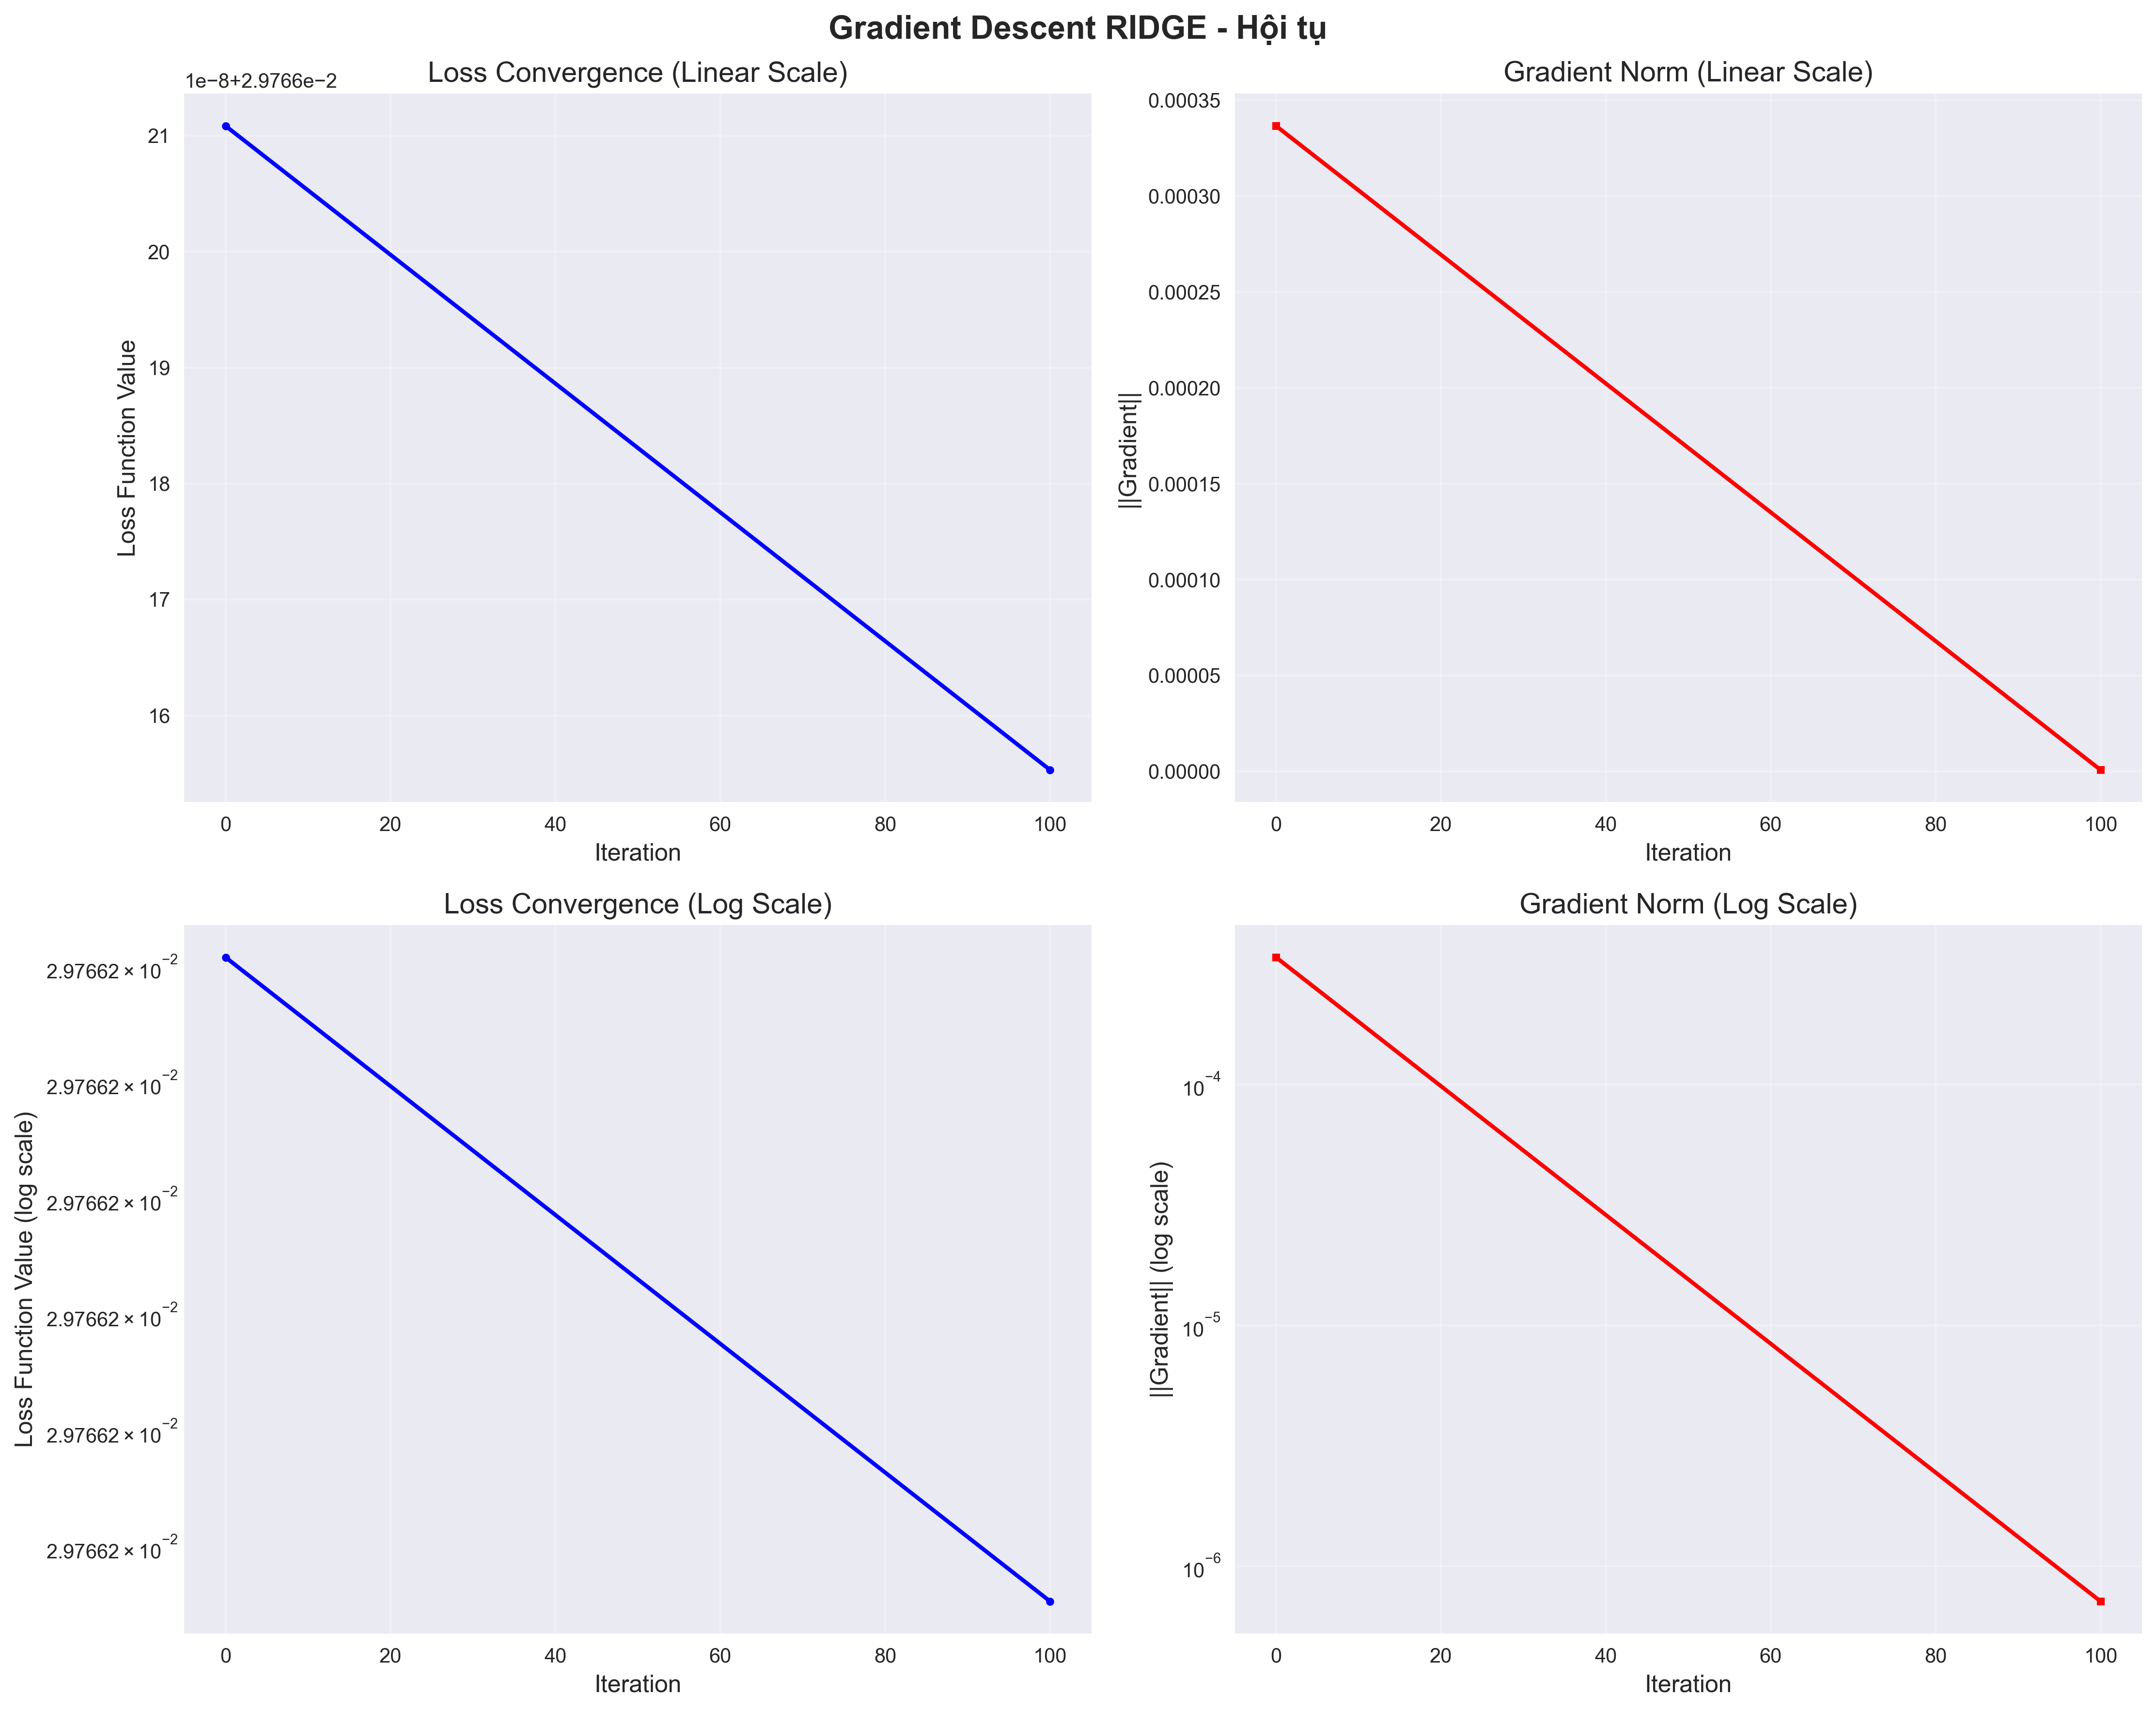 Gradient Descent RIDGE - Hội tụ
Loss Convergence (Linear Scale)
1e−8+2.9766e−2
21
20
19
18
17
16
Loss Function Value
0 20 40 60 80 100
Iteration
Gradient Norm (Linear Scale)
0.00035
0.00030
0.00025
0.00020
0.00015
0.00010
0.00005
0.00000
||Gradient||
0 20 40 60 80 100
Iteration
Loss Convergence (Log Scale)
2.97662 × 10⁻²
2.97662 × 10⁻²
2.97662 × 10⁻²
2.97662 × 10⁻²
2.97662 × 10⁻²
2.97662 × 10⁻²
Loss Function Value (log scale)
0 20 40 60 80 100
Iteration
Gradient Norm (Log Scale)
10⁻⁴
10⁻⁵
10⁻⁶
||Gradient|| (log scale)
0 20 40 60 80 100
Iteration